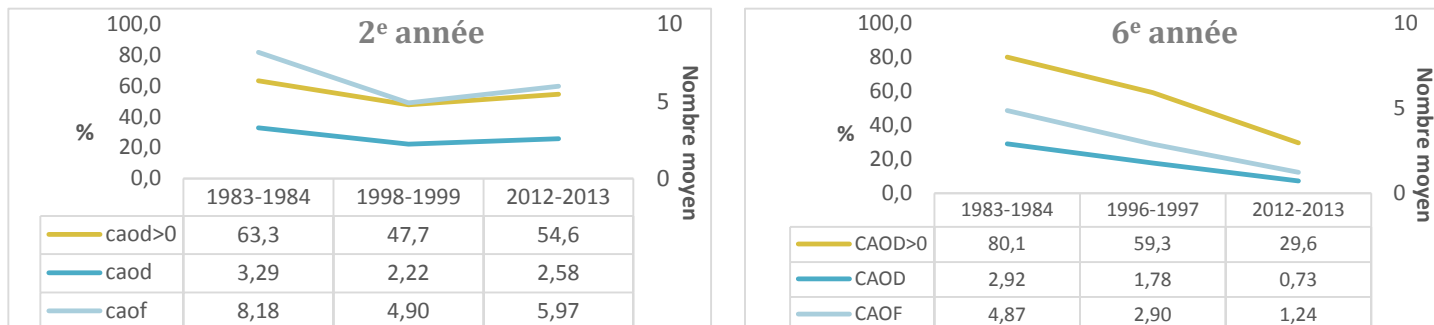 2e année
100,0
80,0
60,0
40,0
20,0
0,0
%
10
5
0
Nombre moyen
1983-1984 1998-1999 2012-2013
caod>0 63,3 47,7 54,6
caod 3,29 2,22 2,58
caof 8,18 4,90 5,97
6e année
100,0
80,0
60,0
40,0
20,0
0,0
%
10
5
0
Nombre moyen
1983-1984 1996-1997 2012-2013
CAOD>0 80,1 59,3 29,6
CAOD 2,92 1,78 0,73
CAOF 4,87 2,90 1,24